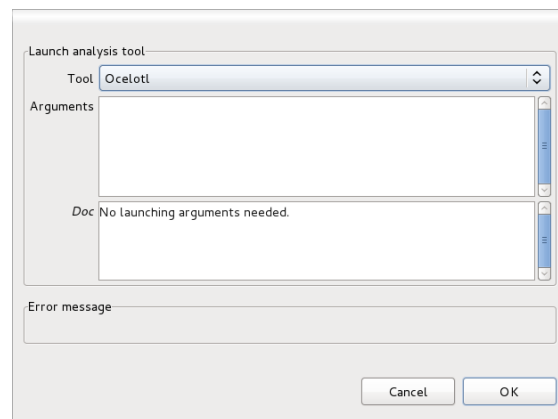 Launch analysis tool
Tool Ocelotl
Arguments
Doc No launching arguments needed.
Error message
Cancel OK